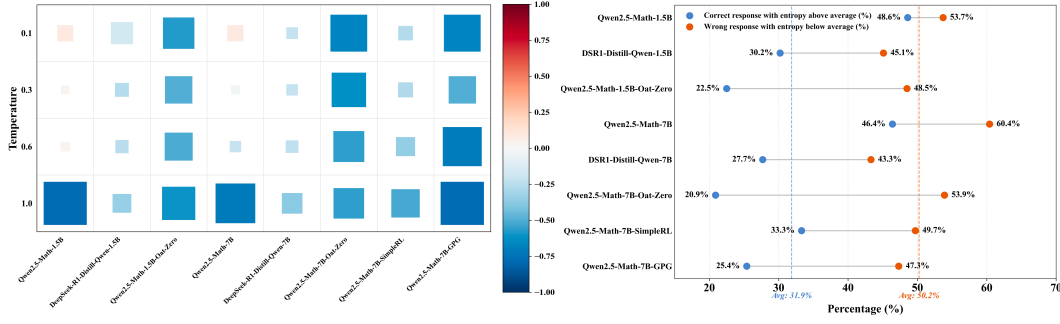 Temperature
0.1
0.3
0.6
1.0
Qwen2.5-Math-1.5B
DeepSeek-R1-Distill-Qwen-1.5B
Qwen2.5-Math-1.5B-Oat-Zero
Qwen2.5-Math-7B
DeepSeek-R1-Distill-Qwen-7B
Qwen2.5-Math-7B-Oat-Zero
Qwen2.5-Math-7B-SimpleRL
Qwen2.5-Math-7B-GPG
1.00
0.75
0.50
0.25
0.00
−0.25
−0.50
−0.75
−1.00
Correct response with entropy above average (%)
Wrong response with entropy below average (%)
Qwen2.5-Math-1.5B 48.6% 53.7%
DSR1-Distill-Qwen-1.5B 30.2% 45.1%
Qwen2.5-Math-1.5B-Oat-Zero 22.5% 48.5%
Qwen2.5-Math-7B 46.4% 60.4%
DSR1-Distill-Qwen-7B 27.7% 43.3%
Qwen2.5-Math-7B-Oat-Zero 20.9% 53.9%
Qwen2.5-Math-7B-SimpleRL 33.3% 49.7%
Qwen2.5-Math-7B-GPG 25.4% 47.3%
20 30 40 50 60 70
Avg: 31.9% Avg: 50.2%
Percentage (%)